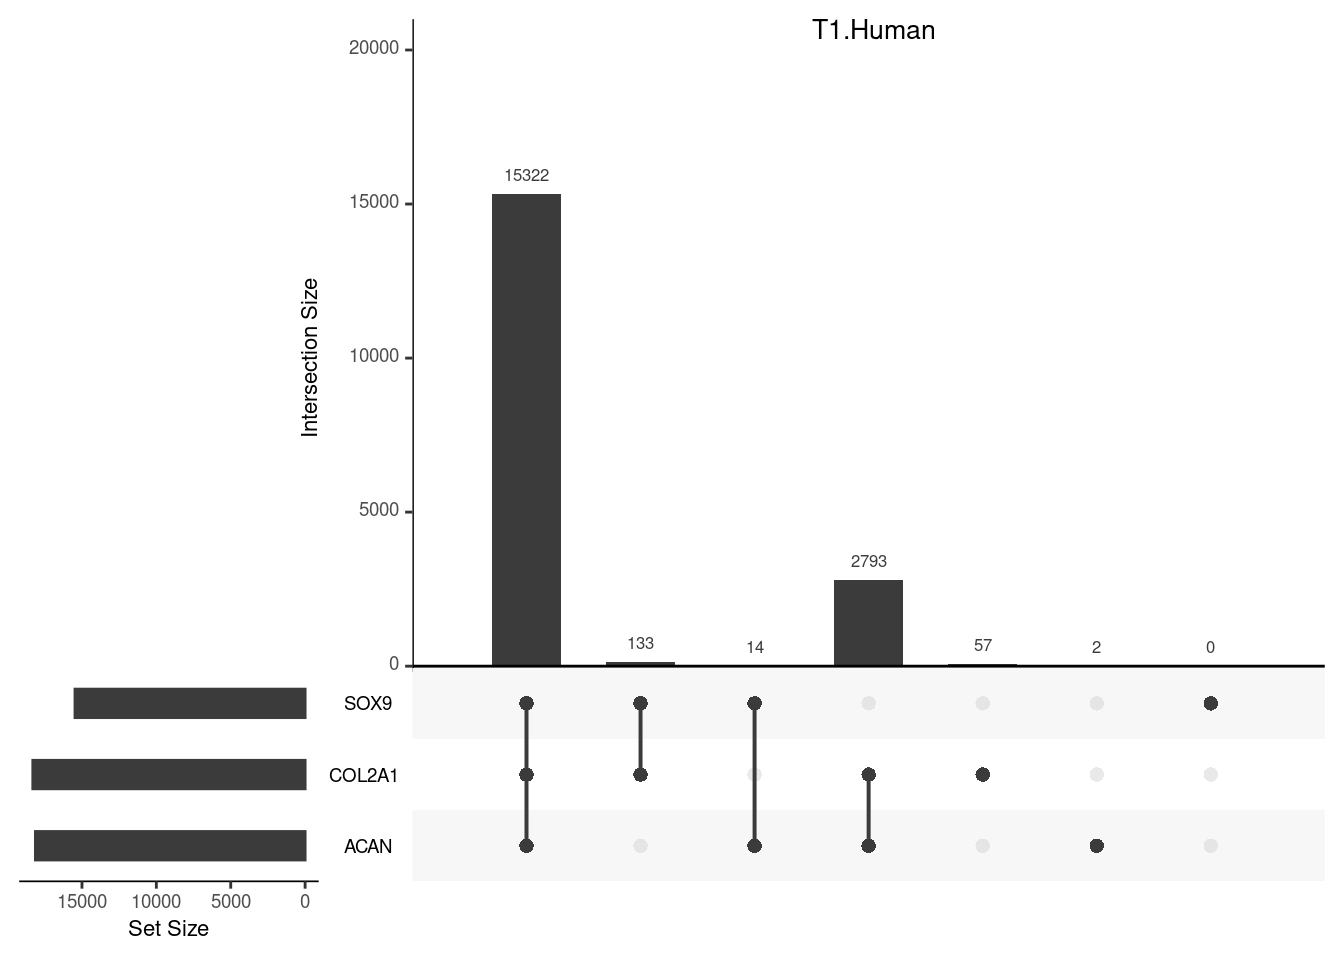 T1.Human
20000
15000
10000
5000
0
Intersection Size
15322
133
14
2793
57
2
0
SOX9
COL2A1
ACAN
15000 10000 5000 0
Set Size